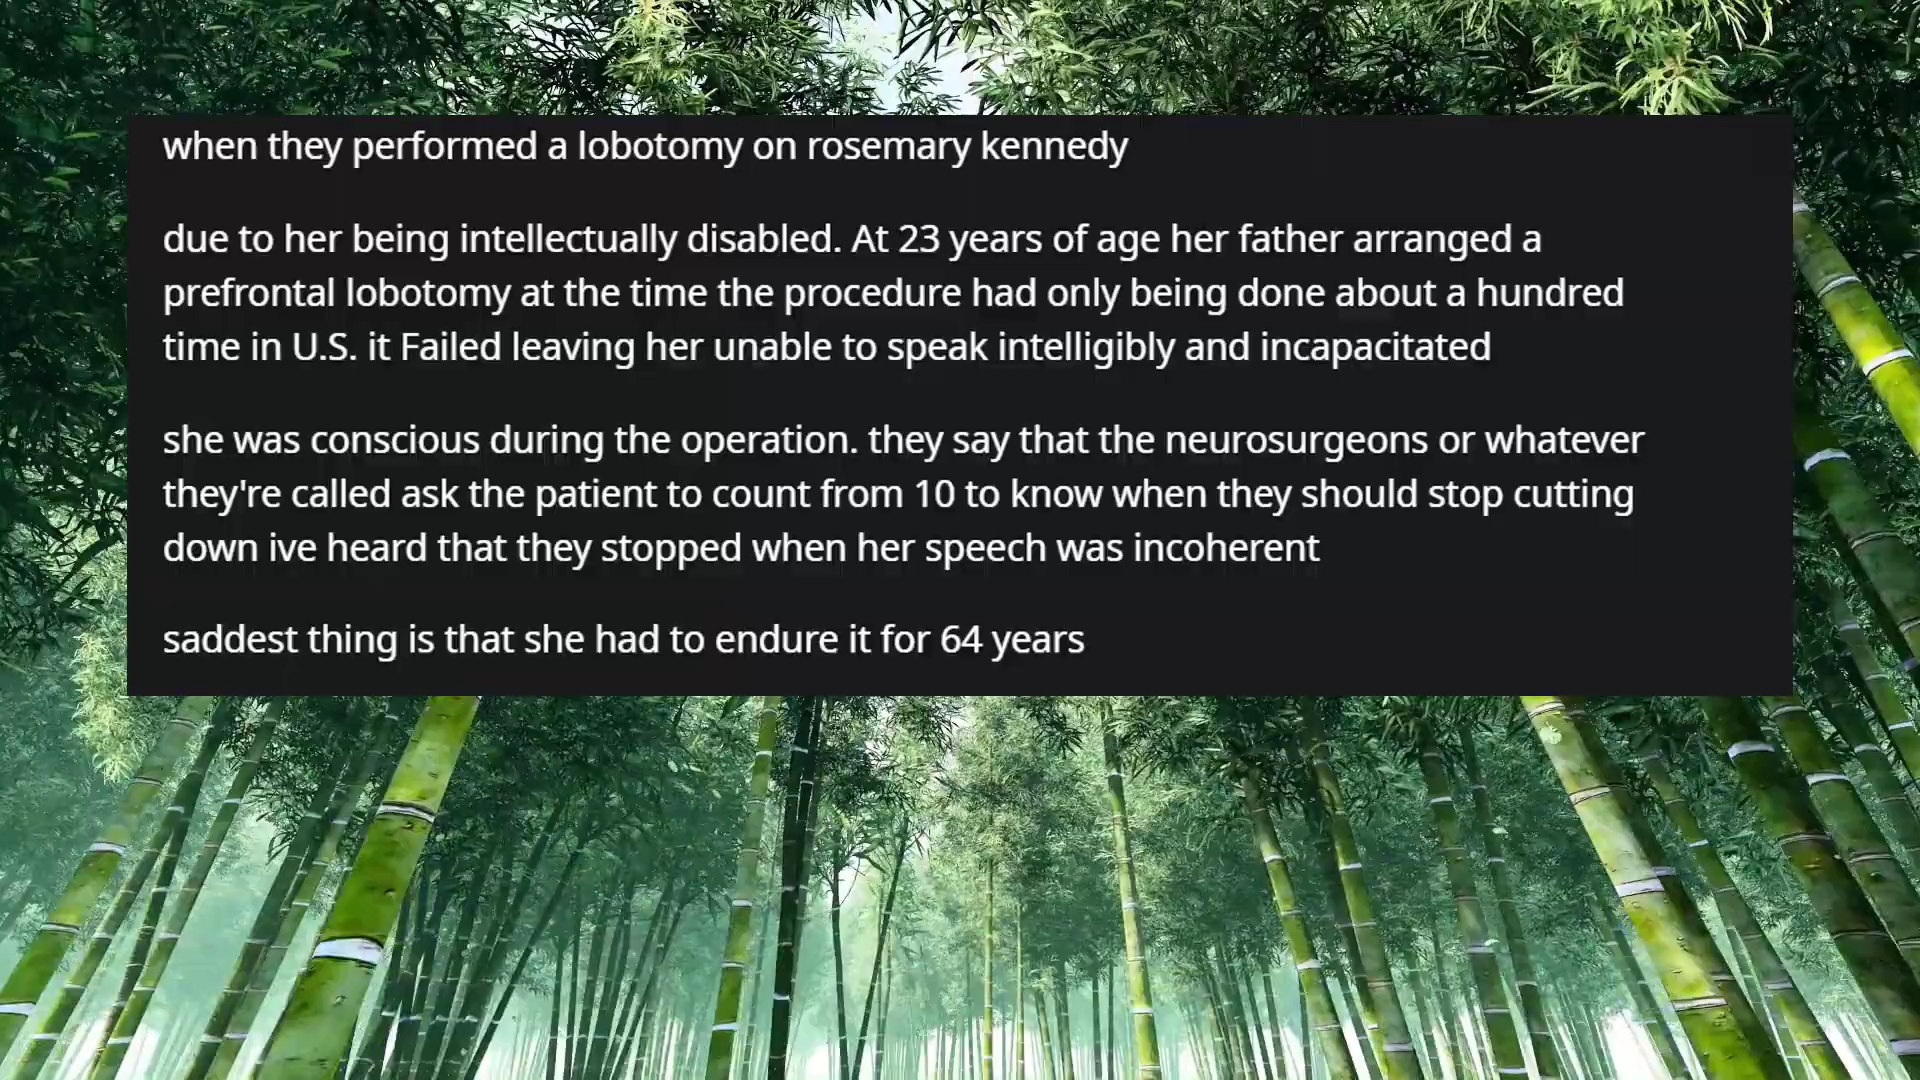 when they performed a lobotomy on rosemary kennedy
due to her being intellectually disabled. At 23 years of age her father arranged a
prefrontal lobotomy at the time the procedure had only being done about a hundred
time in U.S. it Failed leaving her unable to speak intelligibly and incapacitated
she was conscious during the operation. they say that the neurosurgeons or whatever
they're called ask the patient to count from 10 to know when they should stop cutting
down ive heard that they stopped when her speech was incoherent
saddest thing is that she had to endure it for 64 years